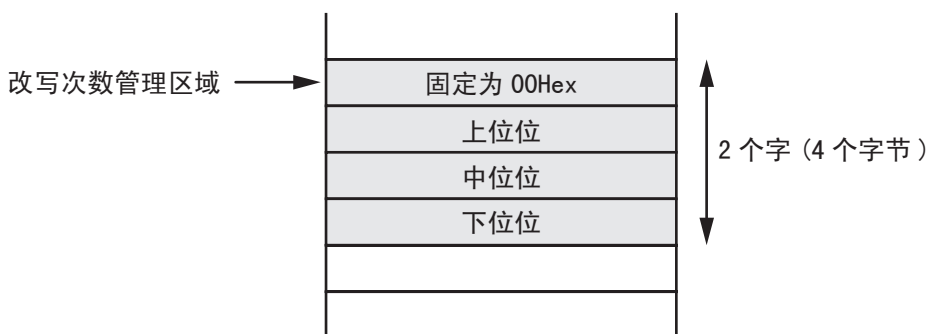 改写次数管理区域
固定为 00Hex
上位位
中位位
下位位
2 个字 (4 个字节)